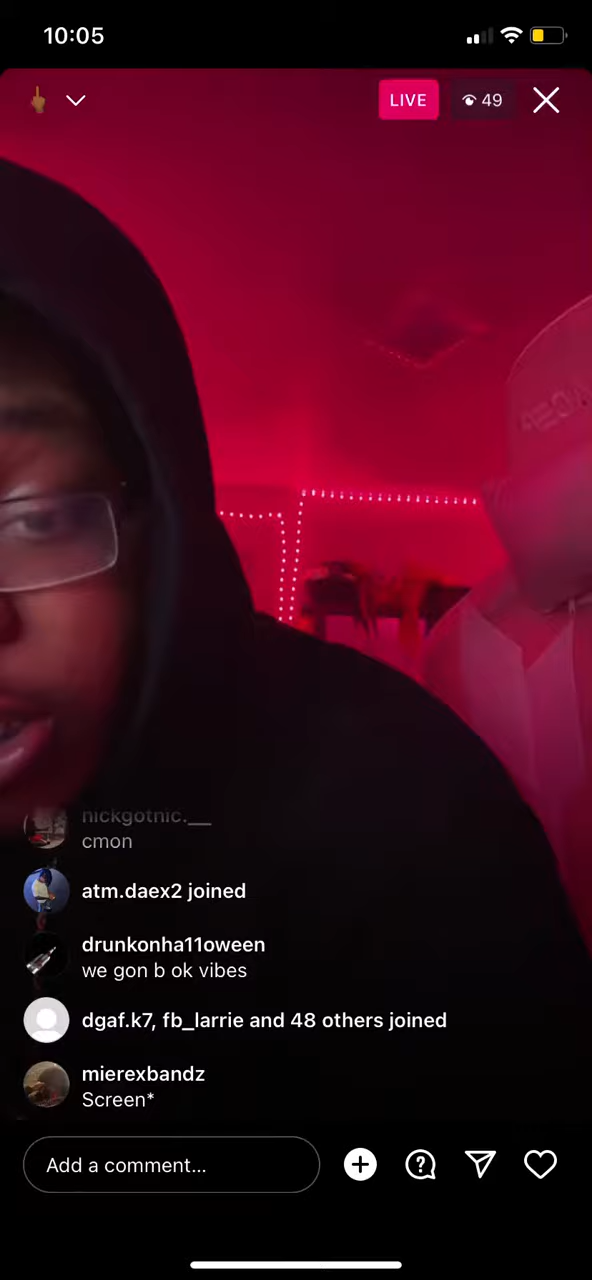 10:05
LIVE
49
nickgotnic.__
cmon
atm.daex2 joined
drunkonha11oween
we gon b ok vibes
dgaf.k7, fb_larrie and 48 others joined
mierexbandz
Screen*
Add a comment...